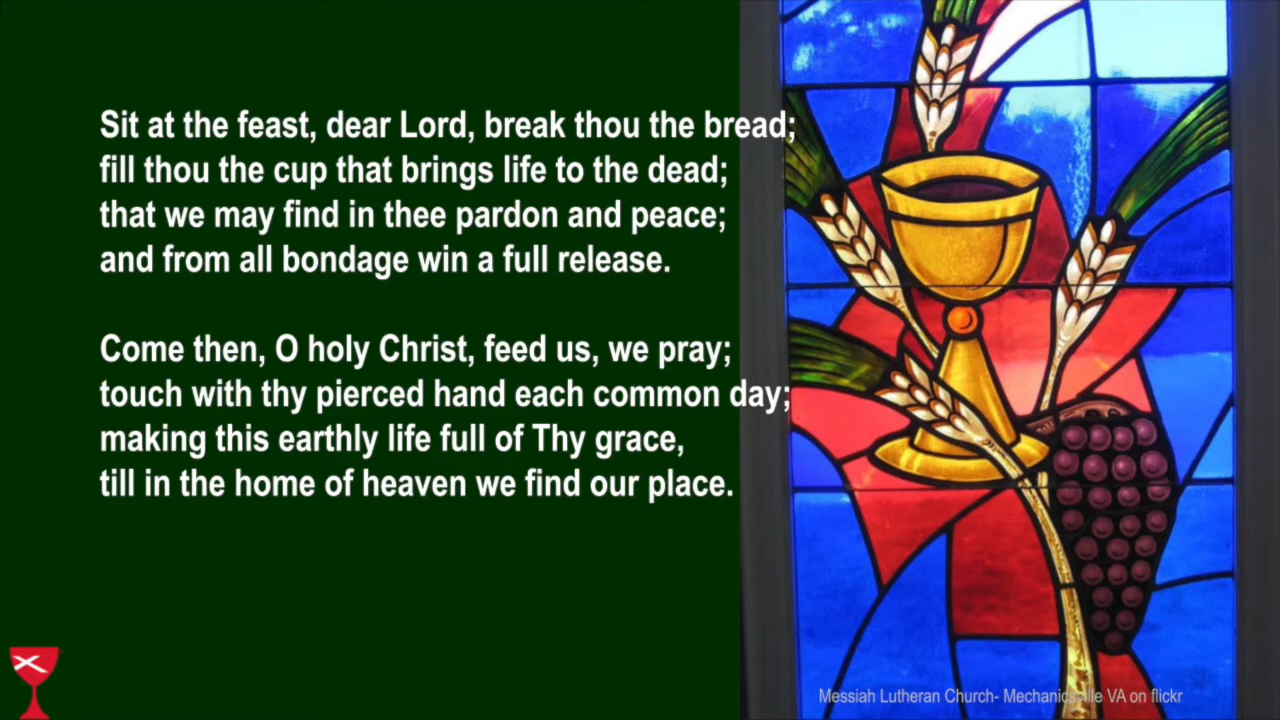 Sit at the feast, dear Lord, break thou the bread;
fill thou the cup that brings life to the dead;
that we may find in thee pardon and peace;
and from all bondage win a full release.
Come then, O holy Christ, feed us, we pray;
touch with thy pierced hand each common day;
making this earthly life full of Thy grace,
till in the home of heaven we find our place.
Messiah Lutheran Church- Mechanicsville VA on flickr